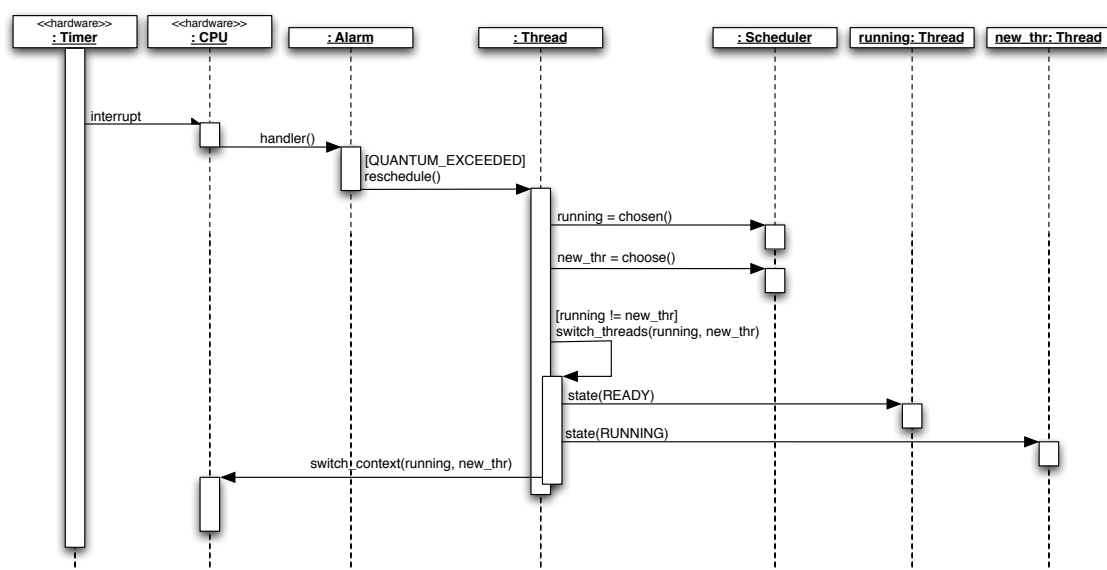 <<hardware>>
: Timer
<<hardware>>
: CPU
: Alarm
: Thread
: Scheduler
running: Thread
new_thr: Thread
interrupt
handler()
[QUANTUM_EXCEEDED]
reschedule()
running = chosen()
new_thr = choose()
[running != new_thr]
switch_threads(running, new_thr)
state(READY)
state(RUNNING)
switch_context(running, new_thr)